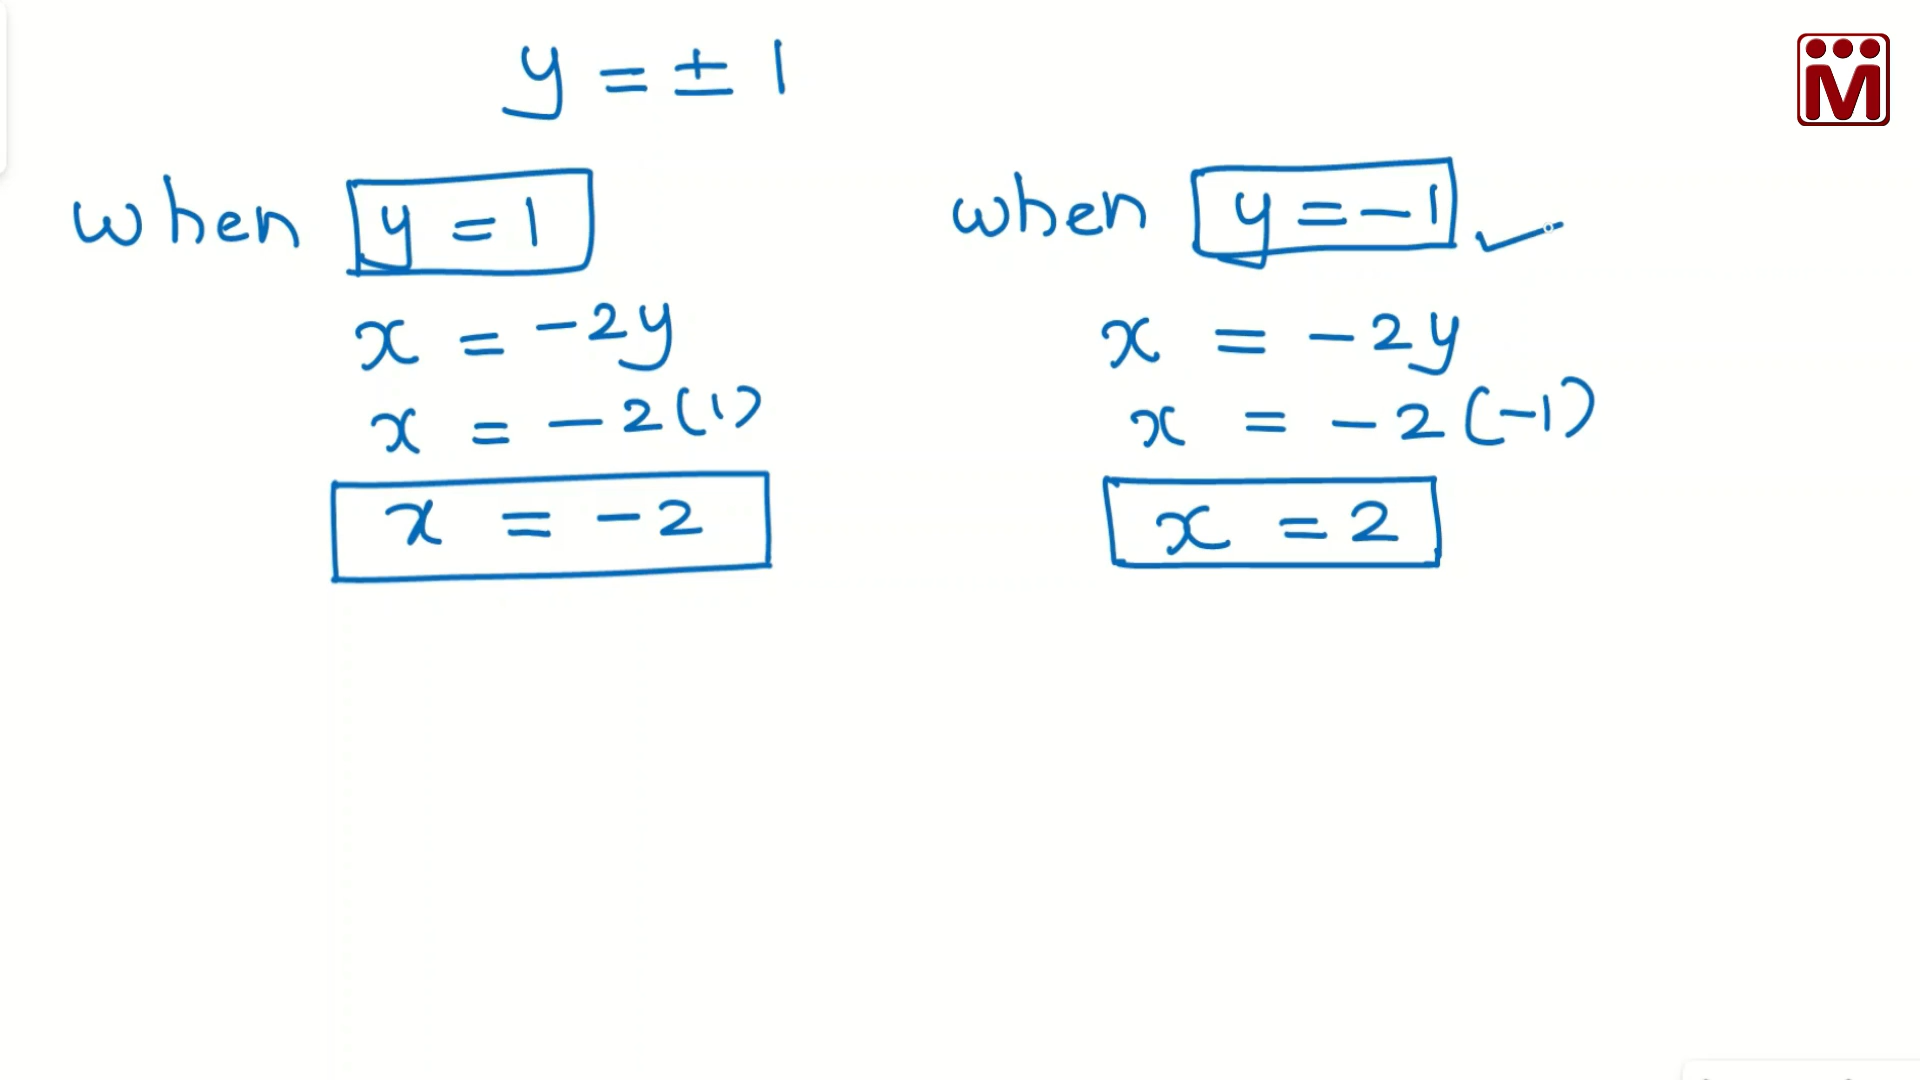 y = ± 1
when y = 1
x = -2y
x = -2(1)
x = -2
when y = -1
x = -2y
x = -2(-1)
x = 2
M